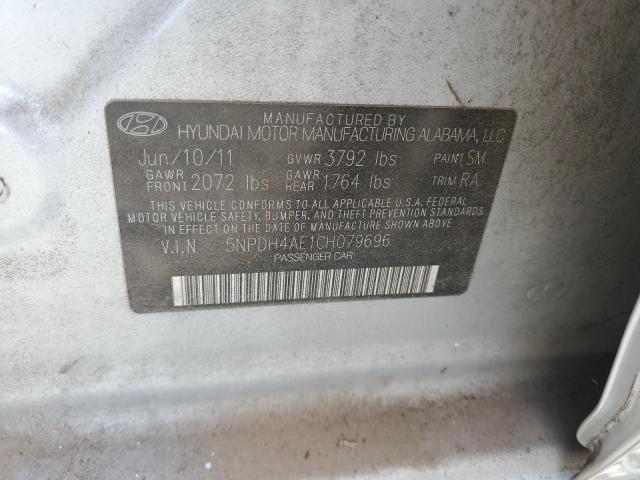 MANUFACTURED BY
HYUNDAI MOTOR MANUFACTURING ALABAMA, LLC
Jun/10/11 GVWR 3792 lbs PAINT SM
GAWR FRONT 2072 lbs GAWR REAR 1764 lbs TRIM RA
THIS VEHICLE CONFORMS TO ALL APPLICABLE U.S.A. FEDERAL
MOTOR VEHICLE SAFETY, BUMPER, AND THEFT PREVENTION STANDARDS
IN EFFECT ON THE DATE OF MANUFACTURE SHOWN ABOVE.
V.I.N 5NPDH4AE1CH079696
PASSENGER CAR